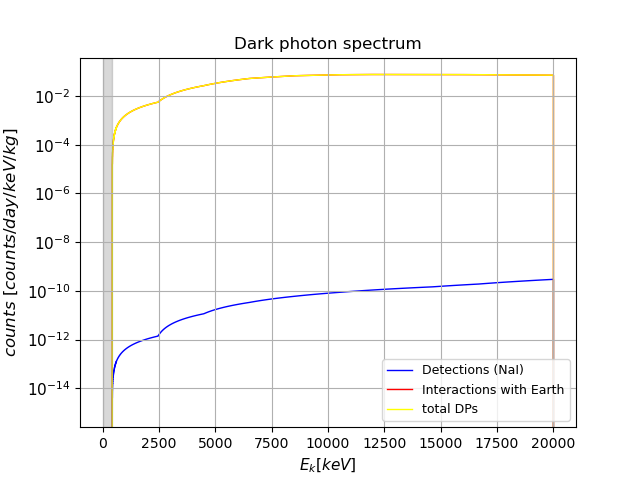 Dark photon spectrum
counts [counts/day/keV/kg]
10⁻²
10⁻⁴
10⁻⁶
10⁻⁸
10⁻¹⁰
10⁻¹²
10⁻¹⁴
Detections (NaI)
Interactions with Earth
total DPs
0 2500 5000 7500 10000 12500 15000 17500 20000
Eₖ[keV]